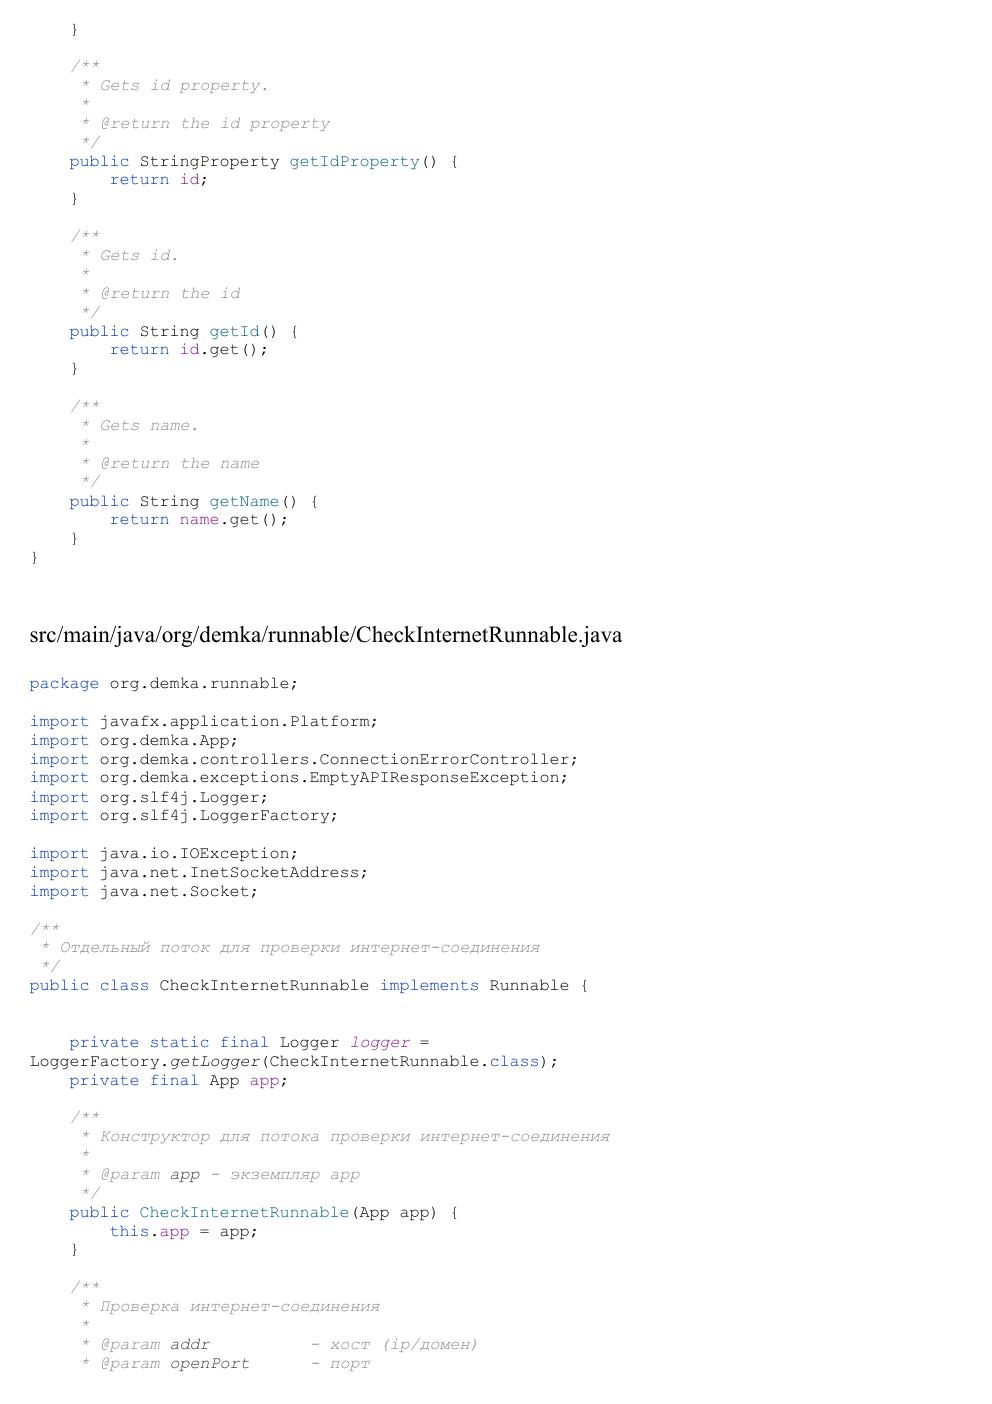 }

    /**
     * Gets id property.
     *
     * @return the id property
     */
    public StringProperty getIdProperty() {
        return id;
    }

    /**
     * Gets id.
     *
     * @return the id
     */
    public String getId() {
        return id.get();
    }

    /**
     * Gets name.
     *
     * @return the name
     */
    public String getName() {
        return name.get();
    }
}

src/main/java/org/demka/runnable/CheckInternetRunnable.java

package org.demka.runnable;

import javafx.application.Platform;
import org.demka.App;
import org.demka.controllers.ConnectionErrorController;
import org.demka.exceptions.EmptyAPIResponseException;
import org.slf4j.Logger;
import org.slf4j.LoggerFactory;

import java.io.IOException;
import java.net.InetSocketAddress;
import java.net.Socket;

/**
 * Отдельный поток для проверки интернет-соединения
 */
public class CheckInternetRunnable implements Runnable {

    private static final Logger logger =
LoggerFactory.getLogger(CheckInternetRunnable.class);
    private final App app;

    /**
     * Конструктор для потока проверки интернет-соединения
     *
     * @param app - экземпляр app
     */
    public CheckInternetRunnable(App app) {
        this.app = app;
    }

    /**
     * Проверка интернет-соединения
     *
     * @param addr          - хост (ip/домен)
     * @param openPort      - порт